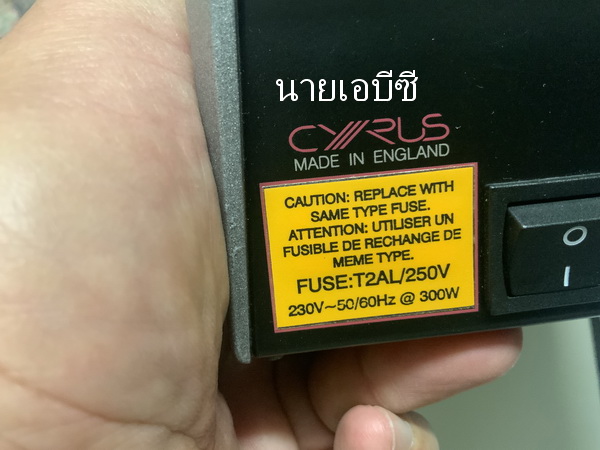 นายเอบีซี
CYRUS
MADE IN ENGLAND
CAUTION: REPLACE WITH
SAME TYPE FUSE.
ATTENTION: UTILISER UN
FUSIBLE DE RECHANGE DE
MEME TYPE.
FUSE:T2AL/250V
230V~50/60Hz @ 300W
O
I